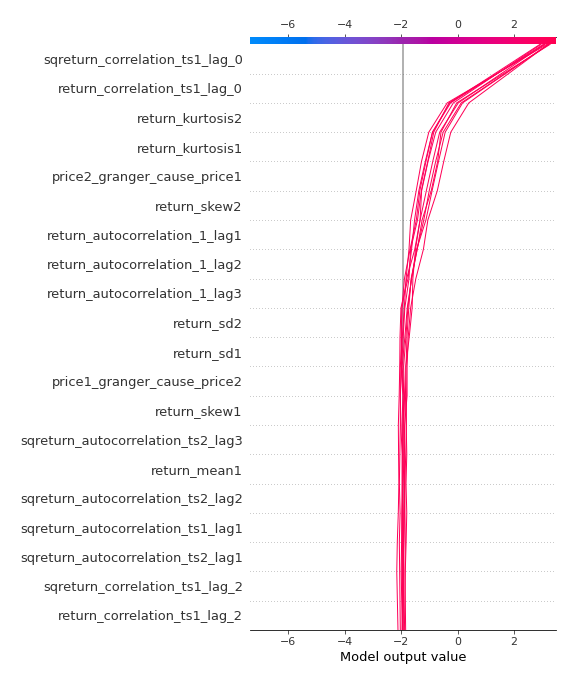 −6 −4 −2 0 2
sqreturn_correlation_ts1_lag_0
return_correlation_ts1_lag_0
return_kurtosis2
return_kurtosis1
price2_granger_cause_price1
return_skew2
return_autocorrelation_1_lag1
return_autocorrelation_1_lag2
return_autocorrelation_1_lag3
return_sd2
return_sd1
price1_granger_cause_price2
return_skew1
sqreturn_autocorrelation_ts2_lag3
return_mean1
sqreturn_autocorrelation_ts2_lag2
sqreturn_autocorrelation_ts1_lag1
sqreturn_autocorrelation_ts2_lag1
sqreturn_correlation_ts1_lag_2
return_correlation_ts1_lag_2
−6 −4 −2 0 2
Model output value